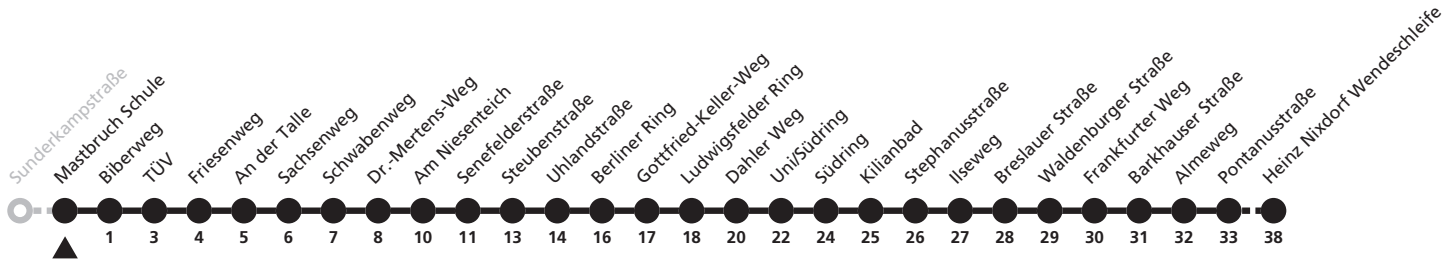 Sunderkampstraße
Mastbruch Schule
Biberweg
TÜV
Friesenweg
An der Talle
Sachsenweg
Schwabenweg
Dr.-Mertens-Weg
Am Niesenteich
Senefelderstraße
Steubenstraße
Uhlandstraße
Berliner Ring
Gottfried-Keller-Weg
Ludwigsfelder Ring
Dahler Weg
Uni/Südring
Südring
Kilianbad
Stephanusstraße
Ilseweg
Breslauer Straße
Waldenburger Straße
Frankfurter Weg
Barkhauser Straße
Almeweg
Pontanusstraße
Heinz Nixdorf Wendeschleife
1 3 4 5 6 7 8 10 11 13 14 16 17 18 20 22 24 25 26 27 28 29 30 31 32 33 38